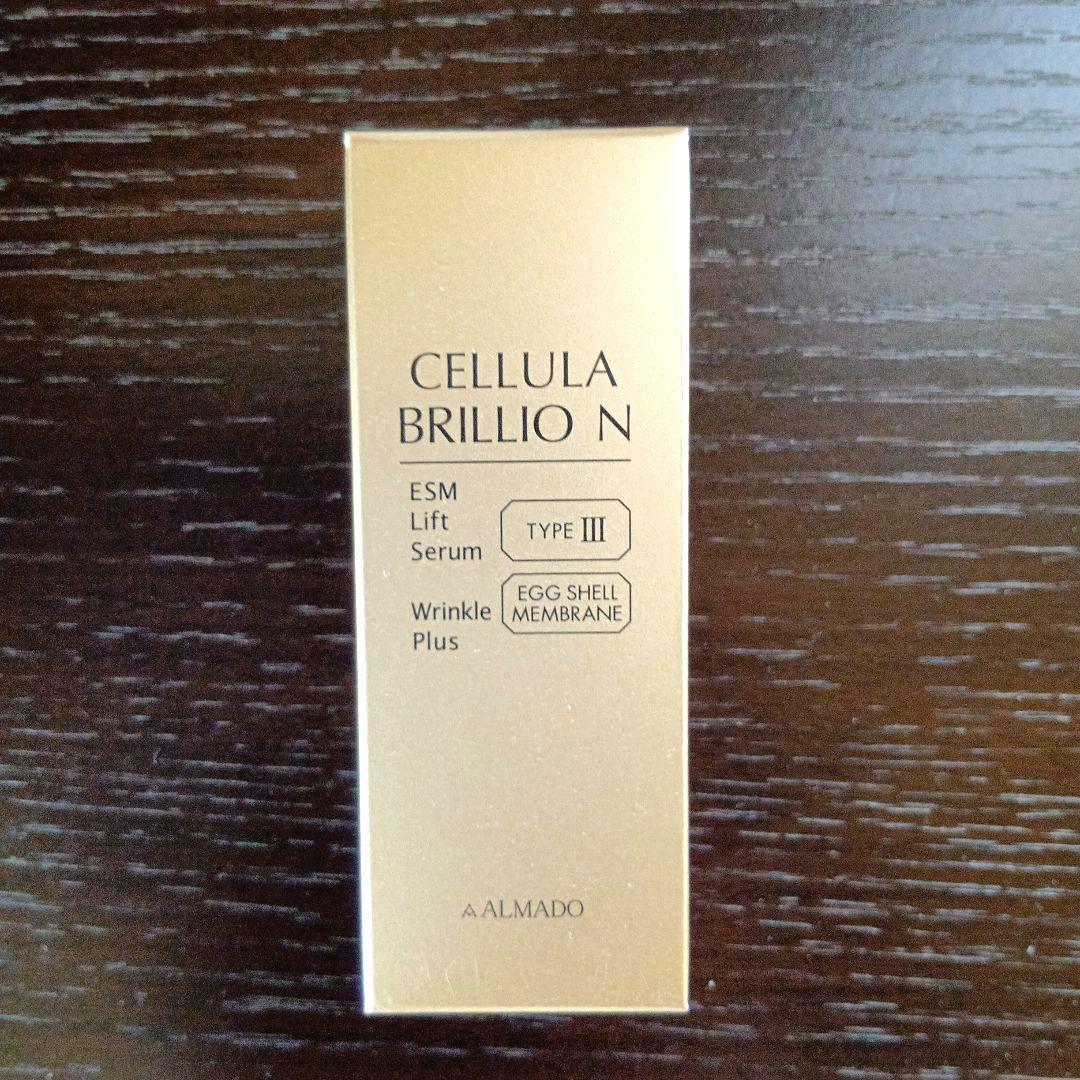 CELLULA
BRILLIO N
ESM
Lift
Serum
TYPE III
EGG SHELL
MEMBRANE
Wrinkle
Plus
ALMADO